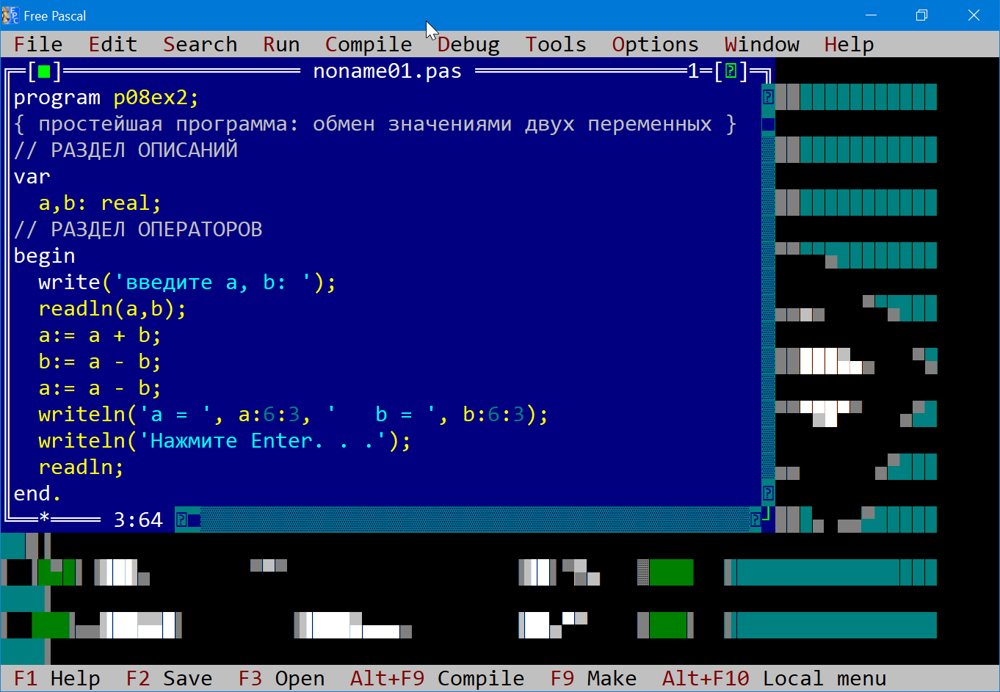 Free Pascal
File Edit Search Run Compile Debug Tools Options Window Help
noname01.pas 1
program p08ex2;
{ простейшая программа: обмен значениями двух переменных }
// РАЗДЕЛ ОПИСАНИЙ
var
  a,b: real;
// РАЗДЕЛ ОПЕРАТОРОВ
begin
  write('введите a, b: ');
  readln(a,b);
  a:= a + b;
  b:= a - b;
  a:= a - b;
  writeln('a = ', a:6:3, '   b = ', b:6:3);
  writeln('Нажмите Enter. . .');
  readln;
end.
* 3:64
F1 Help F2 Save F3 Open Alt+F9 Compile F9 Make Alt+F10 Local menu